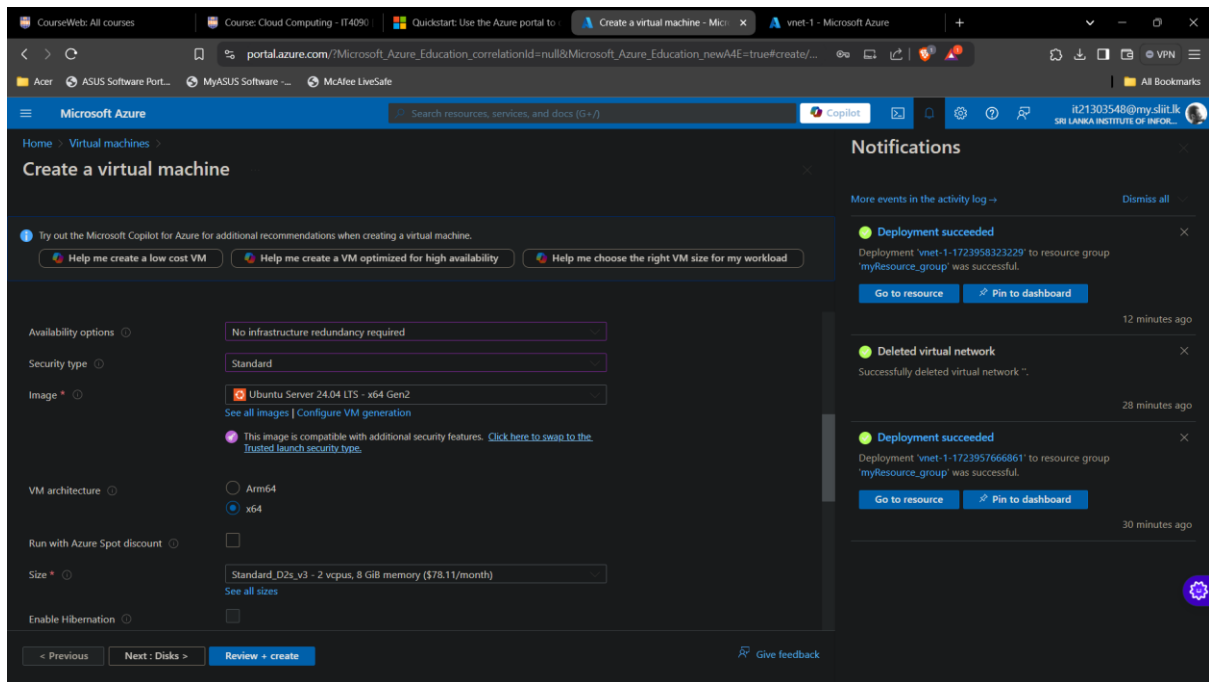 CourseWeb: All courses
Course: Cloud Computing - IT4090
Quickstart: Use the Azure portal to
Create a virtual machine - Micr
vnet-1 - Microsoft Azure
portal.azure.com/?Microsoft_Azure_Education_correlationId=null&Microsoft_Azure_Education_newA4E=true#create/...
VPN
Acer
ASUS Software Port...
MyASUS Software -...
McAfee LiveSafe
All Bookmarks
Microsoft Azure
Search resources, services, and docs (G+/)
Copilot
it21303548@my.sliit.lk
SRI LANKA INSTITUTE OF INFOR...
Home > Virtual machines >
Create a virtual machine
Try out the Microsoft Copilot for Azure for additional recommendations when creating a virtual machine.
Help me create a low cost VM
Help me create a VM optimized for high availability
Help me choose the right VM size for my workload
Availability options
No infrastructure redundancy required
Security type
Standard
Image *
Ubuntu Server 24.04 LTS - x64 Gen2
See all images | Configure VM generation
This image is compatible with additional security features. Click here to swap to the
Trusted launch security type.
VM architecture
Arm64
x64
Run with Azure Spot discount
Size *
Standard_D2s_v3 - 2 vcpus, 8 GiB memory ($78.11/month)
See all sizes
Enable Hibernation
< Previous
Next : Disks >
Review + create
Give feedback
Notifications
More events in the activity log →
Dismiss all
Deployment succeeded
Deployment 'vnet-1-1723958323229' to resource group
'myResource_group' was successful.
Go to resource
Pin to dashboard
12 minutes ago
Deleted virtual network
Successfully deleted virtual network ''.
28 minutes ago
Deployment succeeded
Deployment 'vnet-1-1723957666861' to resource group
'myResource_group' was successful.
Go to resource
Pin to dashboard
30 minutes ago